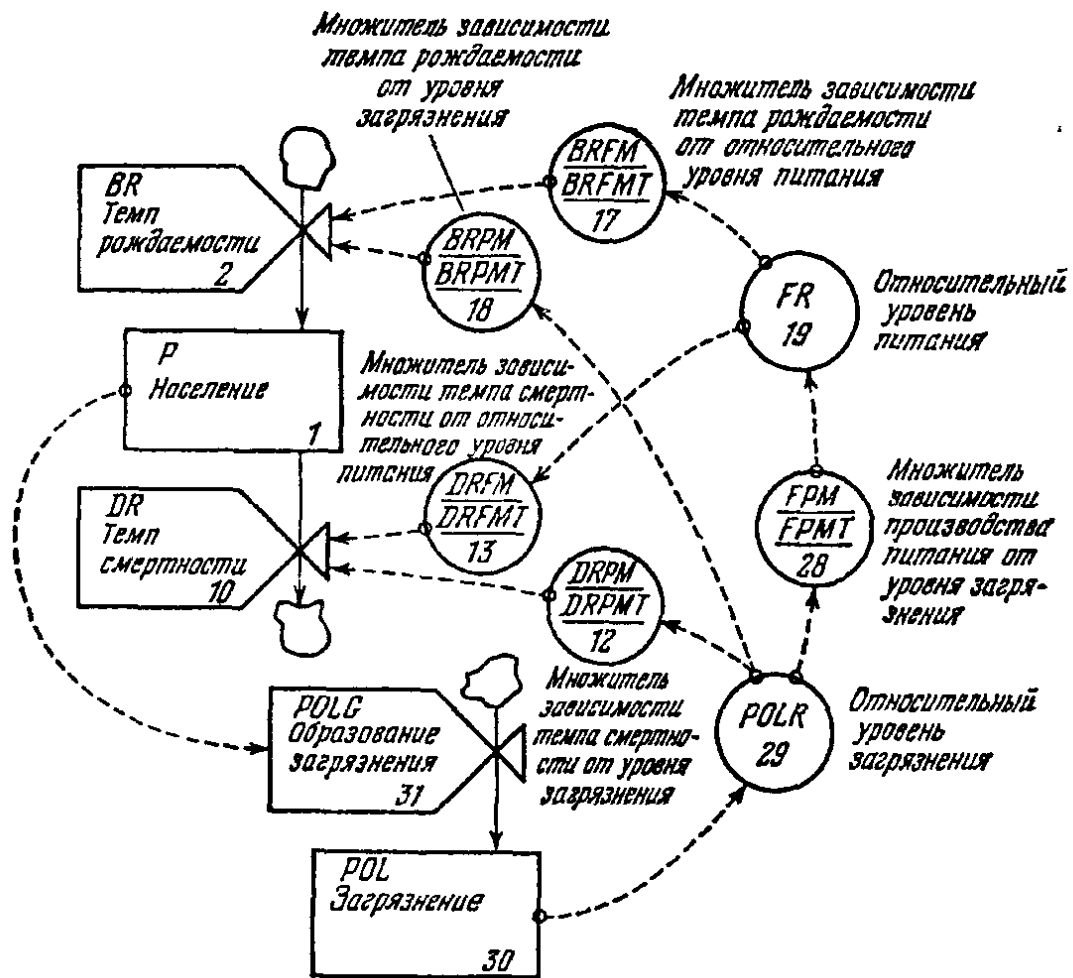 Множитель зависимости
темпа рождаемости
от уровня
загрязнения
Множитель зависимости
темпа рождаемости
от относительного
уровня питания
BR
Темп
рождаемости
2
BRFM
BRFMT
17
BRPM
BRPMT
18
FR
19
Относительный
уровень
питания
P
Население
1
Множитель зависи-
мости темпа смерт-
ности от относи-
тельного уровня
питания
DRFM
DRFMT
13
FPM
FPMT
28
Множитель
зависимости
производства
питания от
уровня загря-
знения
DR
Темп
смертности
10
DRPM
DRPMT
12
POLG
Образование
загрязнения
31
Множитель
зависимости
темпа смертно-
сти от уровня
загрязнения
POLR
29
Относительный
уровень
загрязнения
POL
Загрязнение
30